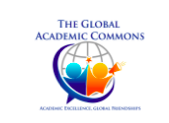 The Global
Academic Commons
Academic Excellence, Global Friendships